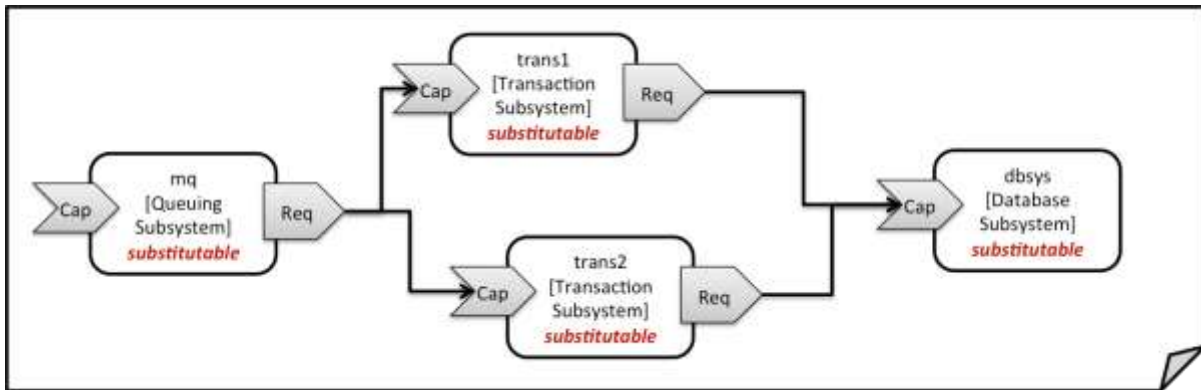 Cap
mq
[Queuing
Subsystem]
substitutable
Req
Cap
trans1
[Transaction
Subsystem]
substitutable
Req
Cap
trans2
[Transaction
Subsystem]
substitutable
Req
Cap
dbsys
[Database
Subsystem]
substitutable